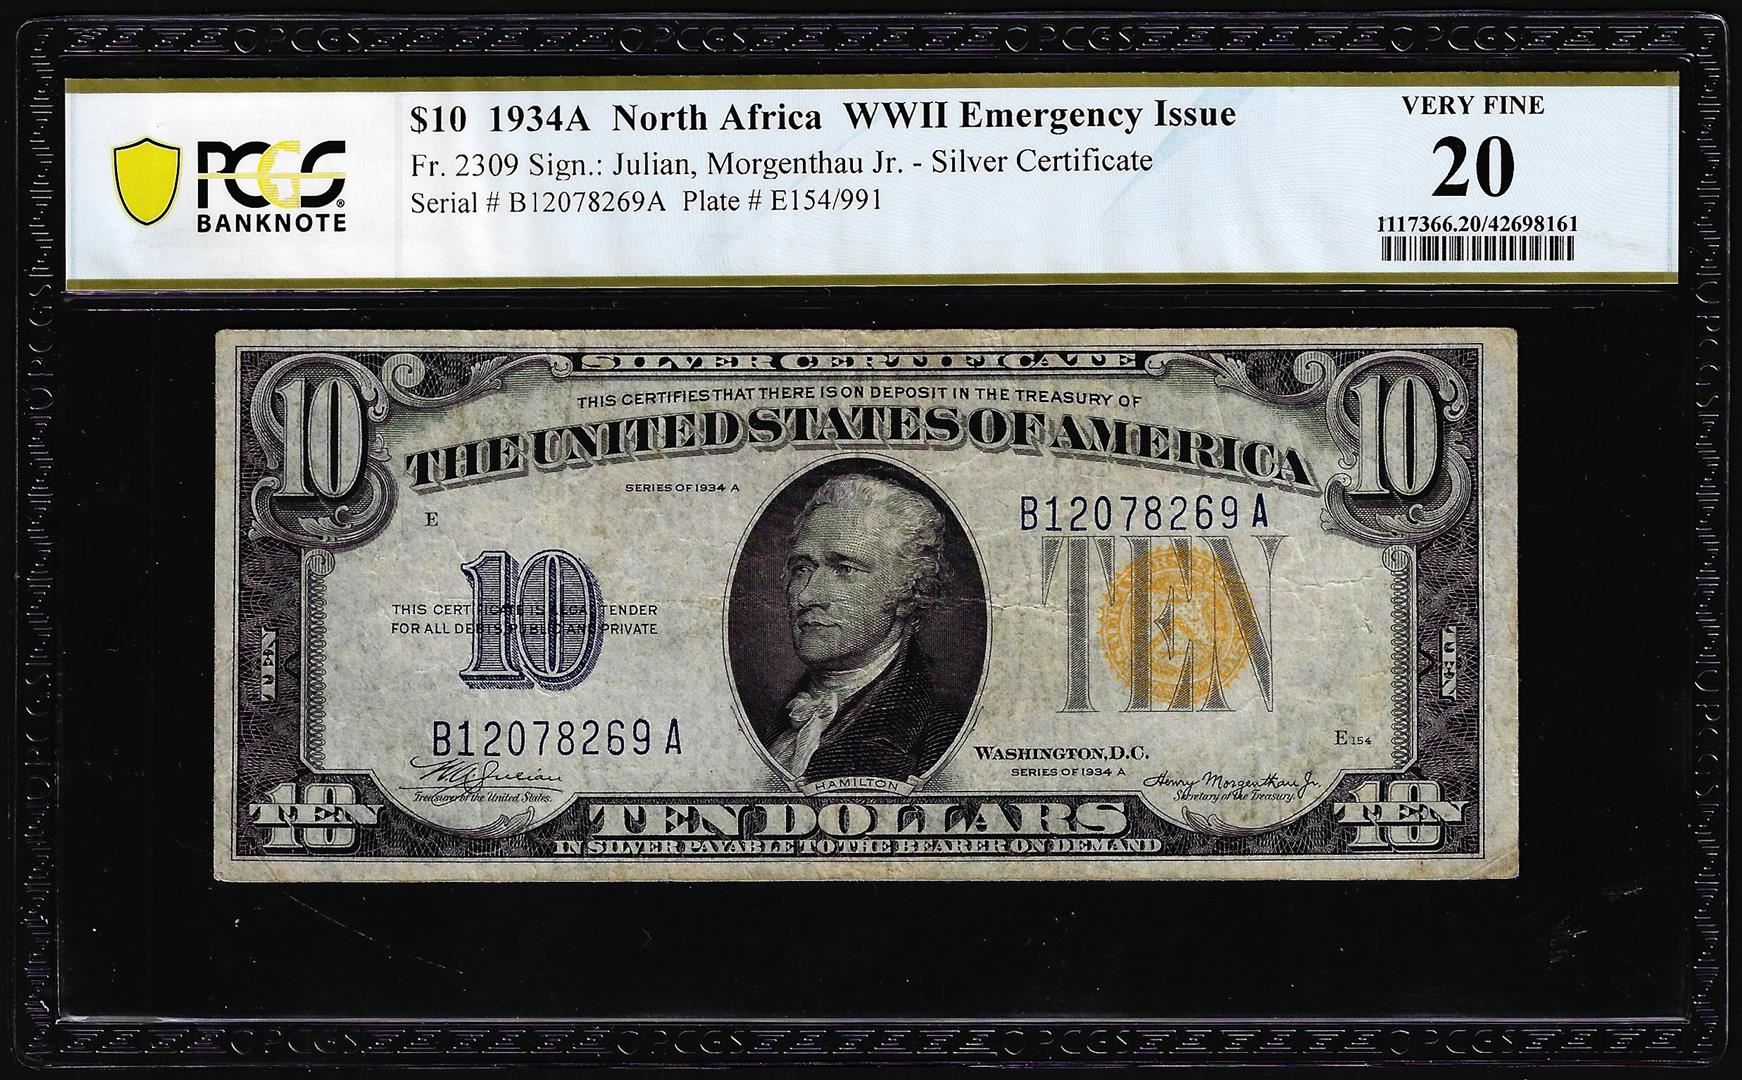 PCGS BANKNOTE
$10 1934A North Africa WWII Emergency Issue
Fr. 2309 Sign.: Julian, Morgenthau Jr. - Silver Certificate
Serial # B12078269A Plate # E154/991
VERY FINE
20
1117366.20/42698161
SILVER CERTIFICATE
10
10
THIS CERTIFIES THAT THERE IS ON DEPOSIT IN THE TREASURY OF
THE UNITED STATES OF AMERICA
SERIES OF 1934 A
B12078269A
E
10
TEN
THIS CERTIFICATE IS LEGAL TENDER
FOR ALL DEBTS, PUBLIC AND PRIVATE
TEN
TEN
B12078269A
WASHINGTON, D.C.
E154
SERIES OF 1934 A
W.A. Julian
Treasurer of the United States.
Henry Morgenthau Jr.
Secretary of the Treasury.
HAMILTON
10 TEN
TEN DOLLARS
10 TEN
IN SILVER PAYABLE TO THE BEARER ON DEMAND